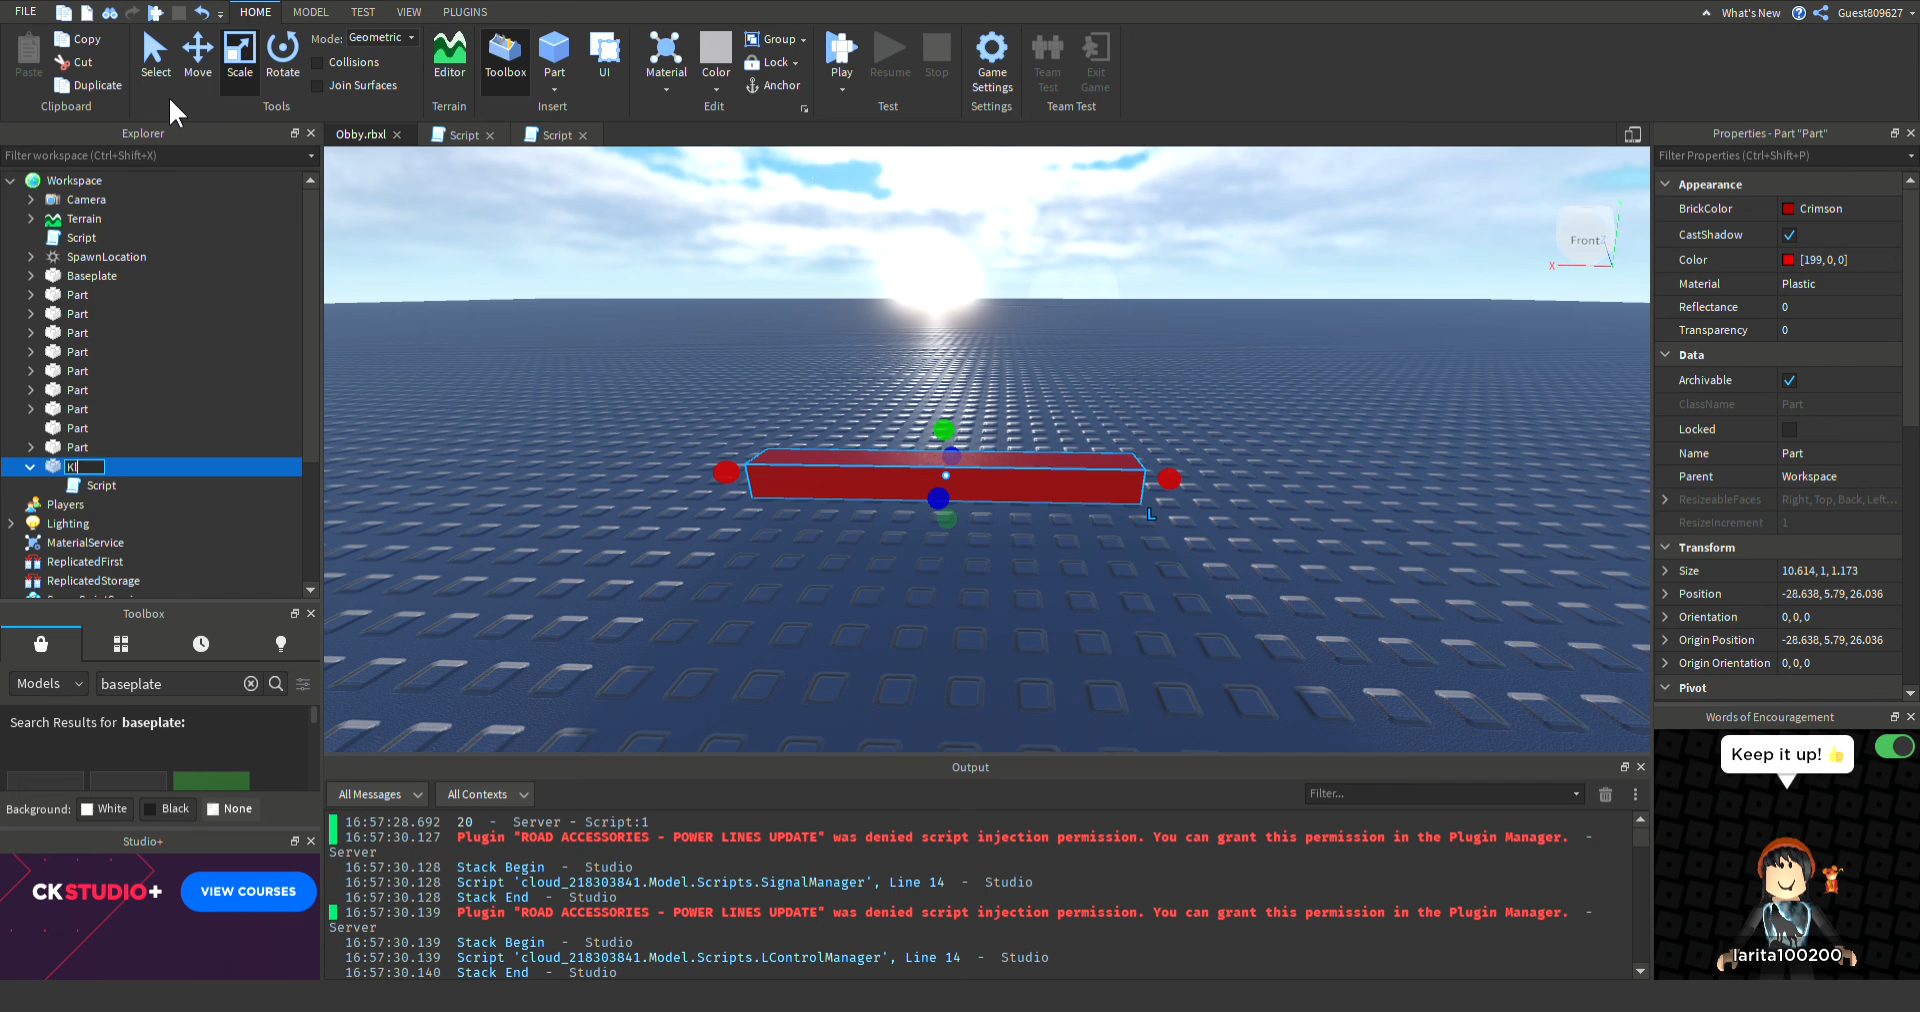 FILE
HOME
MODEL
TEST
VIEW
PLUGINS
What's New
Guest809627
Paste
Copy
Cut
Duplicate
Clipboard
Select
Move
Scale
Rotate
Mode: Geometric
Collisions
Join Surfaces
Tools
Editor
Terrain
Toolbox
Part
UI
Insert
Material
Color
Group
Lock
Anchor
Edit
Play
Resume
Stop
Test
Game
Settings
Settings
Team
Test
Exit
Game
Team Test
Explorer
Filter workspace (Ctrl+Shift+X)
Workspace
Camera
Terrain
Script
SpawnLocation
Baseplate
Part
Part
Part
Part
Part
Part
Part
Part
Part
Script
Players
Lighting
MaterialService
ReplicatedFirst
ReplicatedStorage
Toolbox
Models
baseplate
Search Results for baseplate:
Background: White Black None
Studio+
CKSTUDIO+
VIEW COURSES
Obby.rbxl
Script
Script
Front
X
L
Output
All Messages
All Contexts
Filter...
16:57:28.692 20 - Server - Script:1
16:57:30.127 Plugin "ROAD ACCESSORIES - POWER LINES UPDATE" was denied script injection permission. You can grant this permission in the Plugin Manager. -
Server
16:57:30.128 Stack Begin - Studio
16:57:30.128 Script 'cloud_218303841.Model.Scripts.SignalManager', Line 14 - Studio
16:57:30.128 Stack End - Studio
16:57:30.139 Plugin "ROAD ACCESSORIES - POWER LINES UPDATE" was denied script injection permission. You can grant this permission in the Plugin Manager. -
Server
16:57:30.139 Stack Begin - Studio
16:57:30.139 Script 'cloud_218303841.Model.Scripts.LControlManager', Line 14 - Studio
16:57:30.140 Stack End - Studio
Properties - Part "Part"
Filter Properties (Ctrl+Shift+P)
Appearance
BrickColor Crimson
CastShadow
Color [199, 0, 0]
Material Plastic
Reflectance 0
Transparency 0
Data
Archivable
ClassName Part
Locked
Name Part
Parent Workspace
ResizeableFaces Right, Top, Back, Left...
ResizeIncrement 1
Transform
Size 10.614, 1, 1.173
Position -28.638, 5.79, 26.036
Orientation 0, 0, 0
Origin Position -28.638, 5.79, 26.036
Origin Orientation 0, 0, 0
Pivot
Words of Encouragement
Keep it up! 👍
larita100200